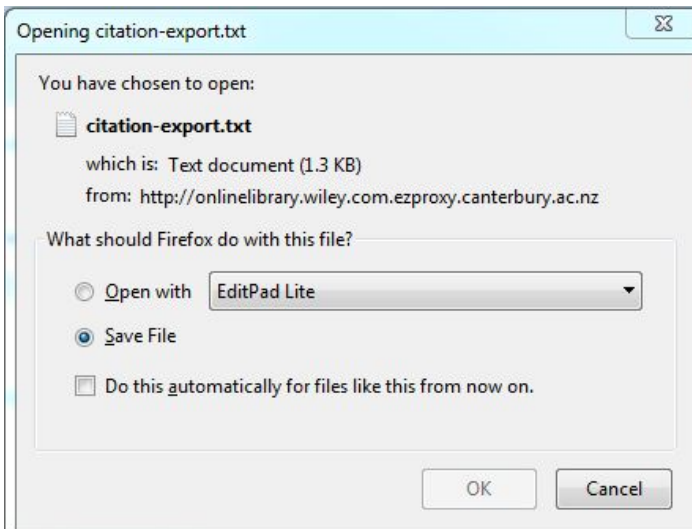 Opening citation-export.txt
You have chosen to open:
citation-export.txt
which is: Text document (1.3 KB)
from: http://onlinelibrary.wiley.com.ezproxy.canterbury.ac.nz
What should Firefox do with this file?
Open with EditPad Lite
Save File
Do this automatically for files like this from now on.
OK Cancel